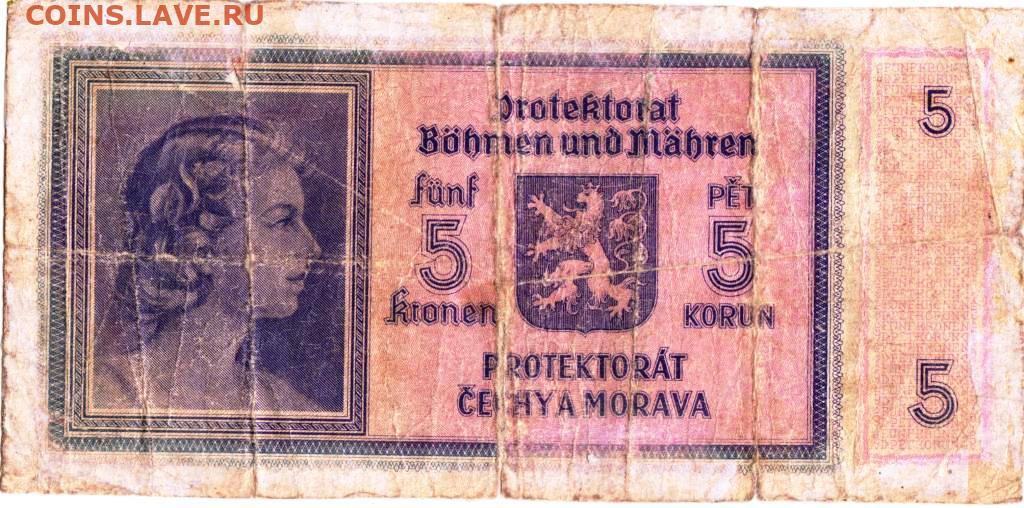 COINS.LAVE.RU
Protektorat
Böhmen und Mähren
fünf
5
Kronen
PĚT
5
KORUN
PROTEKTORÁT
ČECHY A MORAVA
5
5